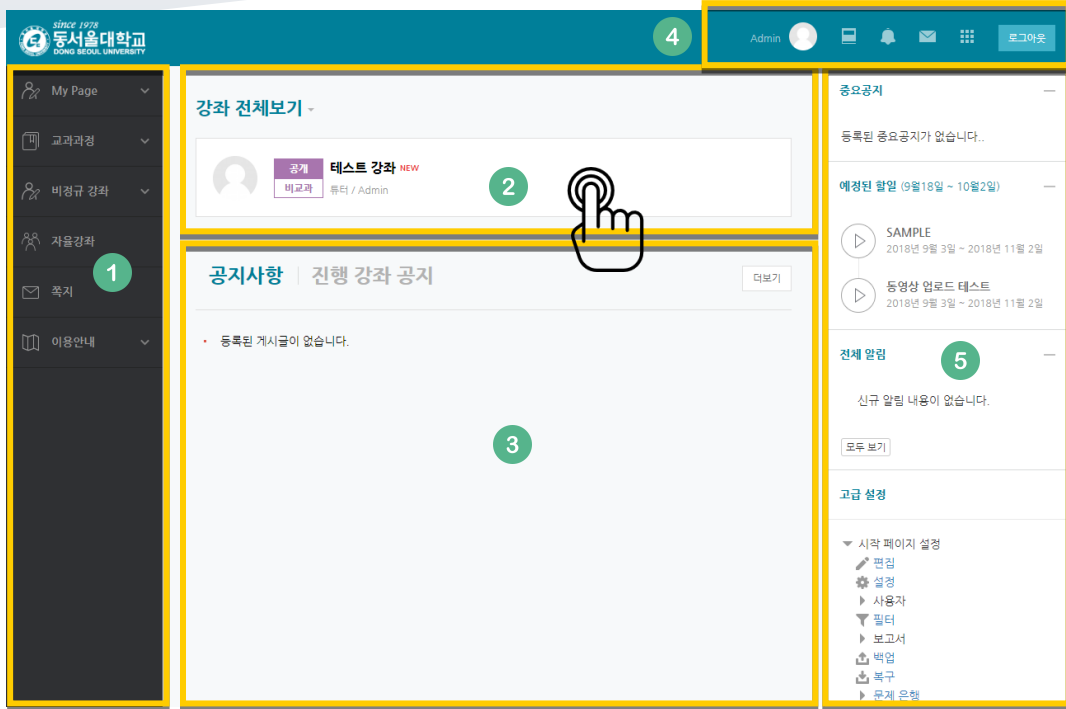 since 1978
동서울대학교
DONG SEOUL UNIVERSITY
4
Admin
로그아웃
My Page
교과과정
비정규 강좌
자율강좌
1
쪽지
이용안내
강좌 전체보기
공개
테스트 강좌 NEW
비교과
튜터 / Admin
2
공지사항
진행 강좌 공지
더보기
• 등록된 게시글이 없습니다.
3
중요공지
등록된 중요공지가 없습니다..
예정된 할일 (9월18일 ~ 10월2일)
SAMPLE
2018년 9월 3일 ~ 2018년 11월 2일
동영상 업로드 테스트
2018년 9월 3일 ~ 2018년 11월 2일
전체 알림
5
신규 알림 내용이 없습니다.
모두 보기
고급 설정
시작 페이지 설정
편집
설정
사용자
필터
보고서
백업
복구
문제 은행